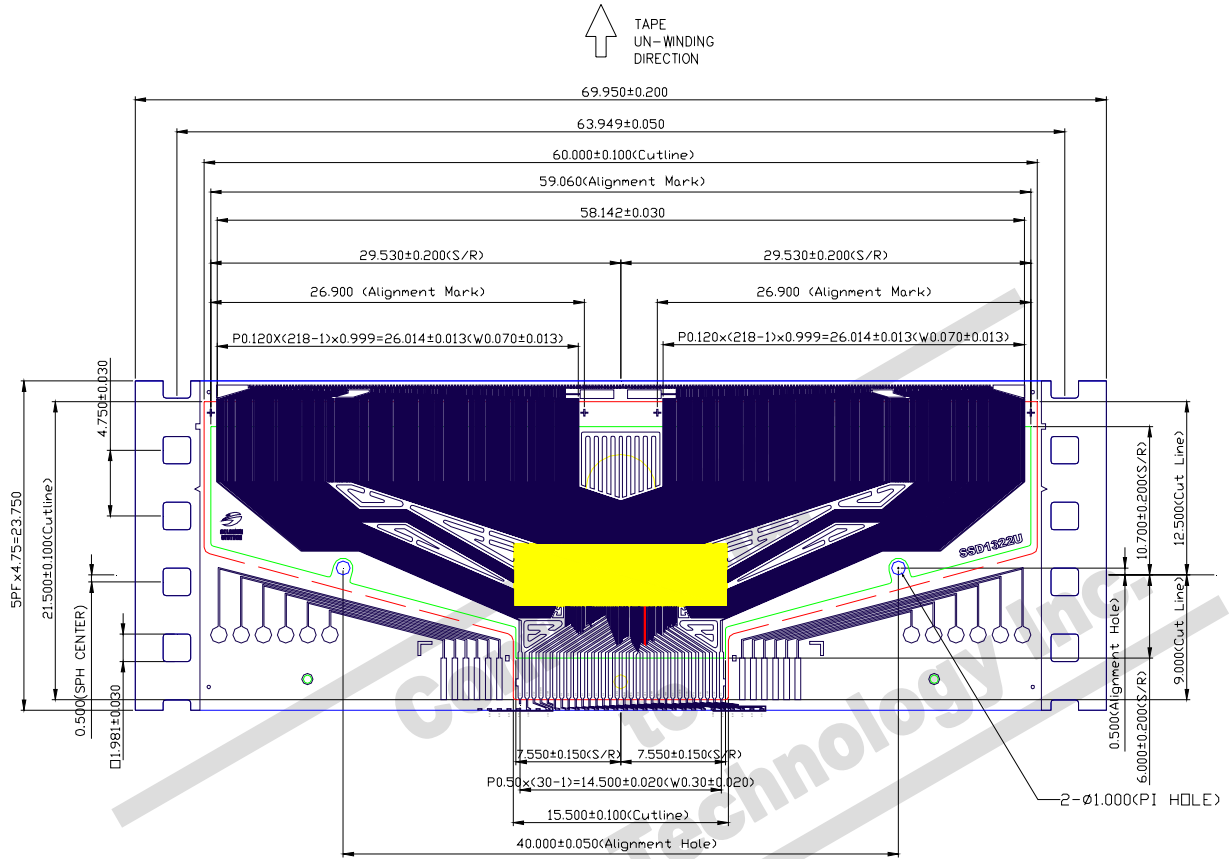 TAPE
UN-WINDING
DIRECTION
69.950±0.200
63.949±0.050
60.000±0.100(Cutline)
59.060(Alignment Mark)
58.142±0.030
29.530±0.200(S/R)
29.530±0.200(S/R)
26.900 (Alignment Mark)
26.900 (Alignment Mark)
P0.120X(218-1)x0.999=26.014±0.013(W0.070±0.013)
P0.120x(218-1)x0.999=26.014±0.013(W0.070±0.013)
5PFx4.75=23.750
21.500±0.100(Cutline)
4.750±0.030
0.500(SPH CENTER)
□1.981±0.030
SSD1322U
10.700±0.200(S/R)
12.500(Cut Line)
0.500(Alignment Hole)
6.000±0.200(S/R)
9.000(Cut Line)
7.550±0.150(S/R)
7.550±0.150(S/R)
P0.50x(30-1)=14.500±0.020(W0.30±0.020)
15.500±0.100(Cutline)
40.000±0.050(Alignment Hole)
2-Ø1.000(PI HOLE)
to
Technology Inc.